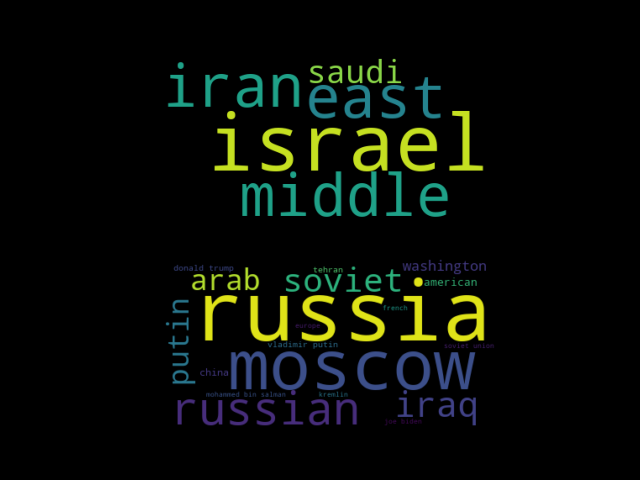 saudi
iran east
israel
middle
donald trump tehran washington
arab soviet american
russia
french
europe
putin
vladimir putin soviet union
moscow
china
mohammed bin salman kremlin
russian iraq
joe biden